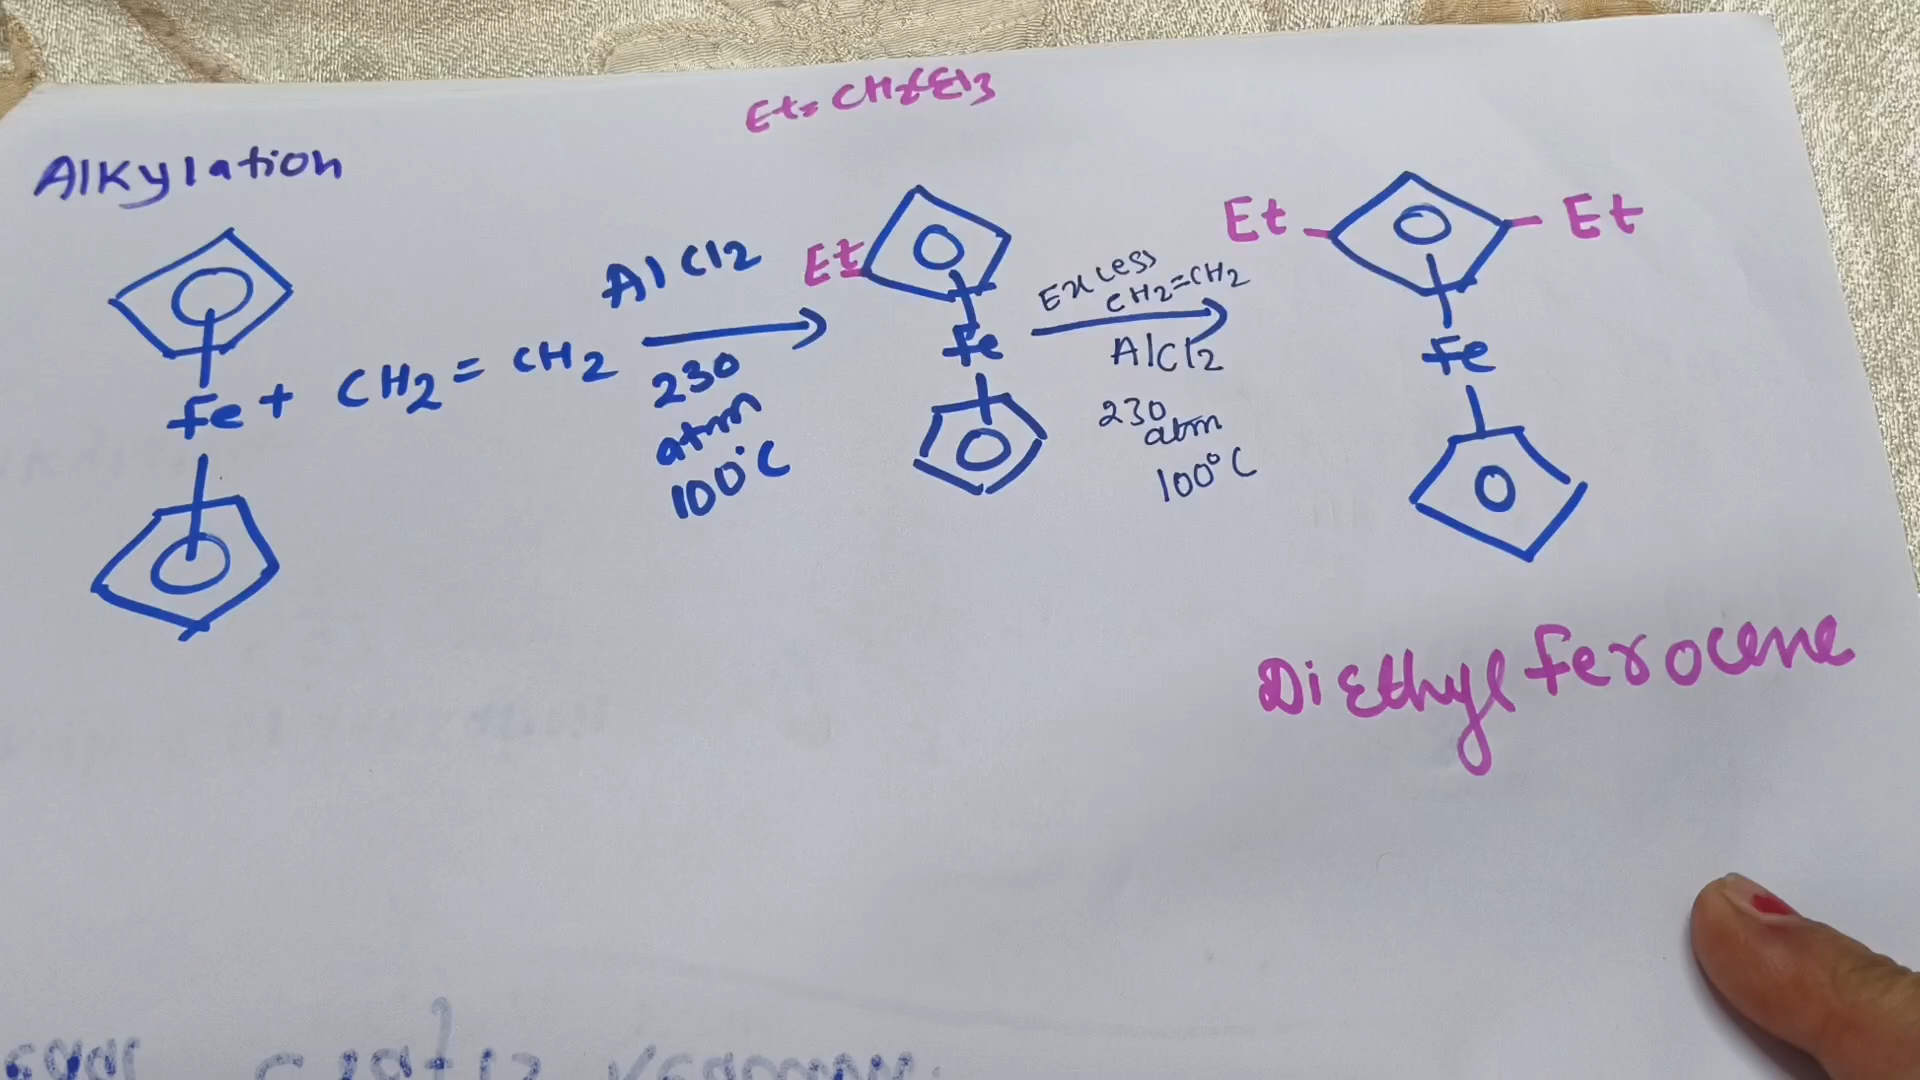 Et = CH2CH3
Alkylation
Fe + CH2 = CH2
AlCl2
230
atm
100°C
Et
Fe
Excess
CH2=CH2
AlCl2
230
atm
100°C
Et
Et
Fe
DiEthyl Ferocene